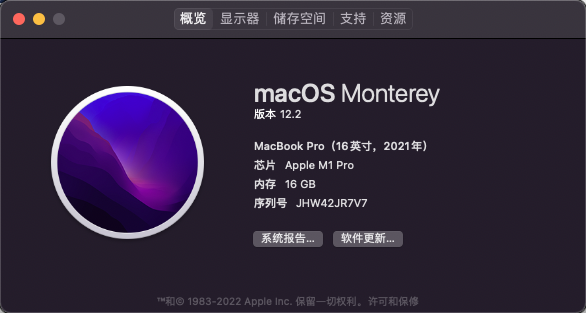 概览 显示器 储存空间 支持 资源
macOS Monterey
版本 12.2
MacBook Pro（16英寸，2021年）
芯片 Apple M1 Pro
内存 16 GB
序列号 JHW42JR7V7
系统报告... 软件更新...
™和© 1983-2022 Apple Inc. 保留一切权利。许可和保修